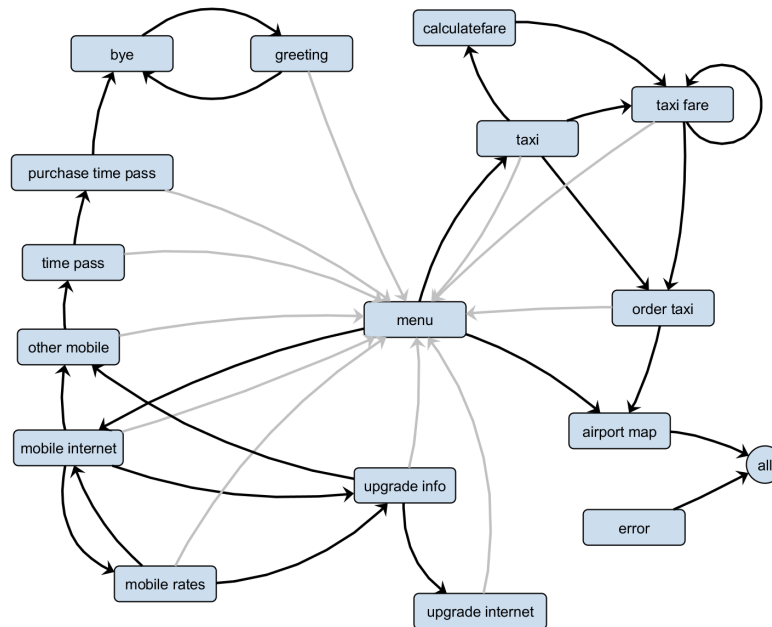 calculatefare
bye
greeting
taxi fare
taxi
purchase time pass
time pass
order taxi
menu
other mobile
airport map
mobile internet
all
upgrade info
error
mobile rates
upgrade internet